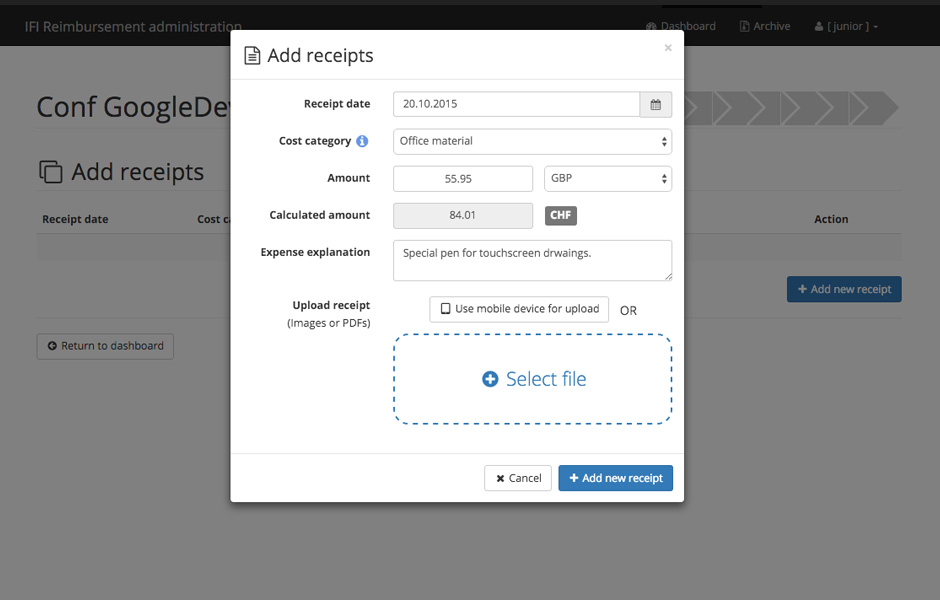 IFI Reimbursement administration
Dashboard Archive [ junior ]
Add receipts ×
Conf GoogleDev
Receipt date 20.10.2015
Cost category Office material
Amount 55.95 GBP
Add receipts
Calculated amount 84.01 CHF
Receipt date Cost Action
Expense explanation Special pen for touchscreen drwaings.
Add new receipt
Upload receipt Use mobile device for upload OR
(Images or PDFs)
Return to dashboard
Select file
Cancel Add new receipt